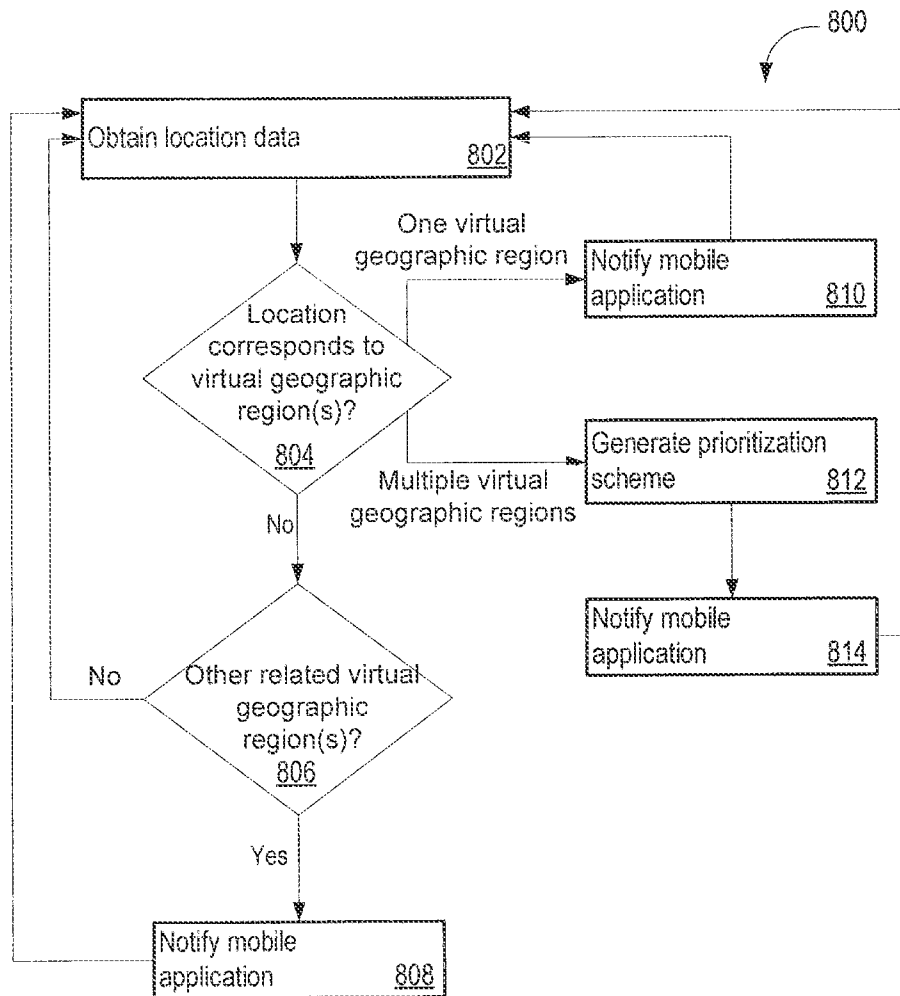 800
Obtain location data
802
One virtual
geographic region
Notify mobile
application
810
Location
corresponds to
virtual geographic
region(s)?
804
Generate prioritization
scheme
812
Multiple virtual
geographic regions
No
Notify mobile
application
814
No
Other related virtual
geographic
region(s)?
806
Yes
Notify mobile
application
808